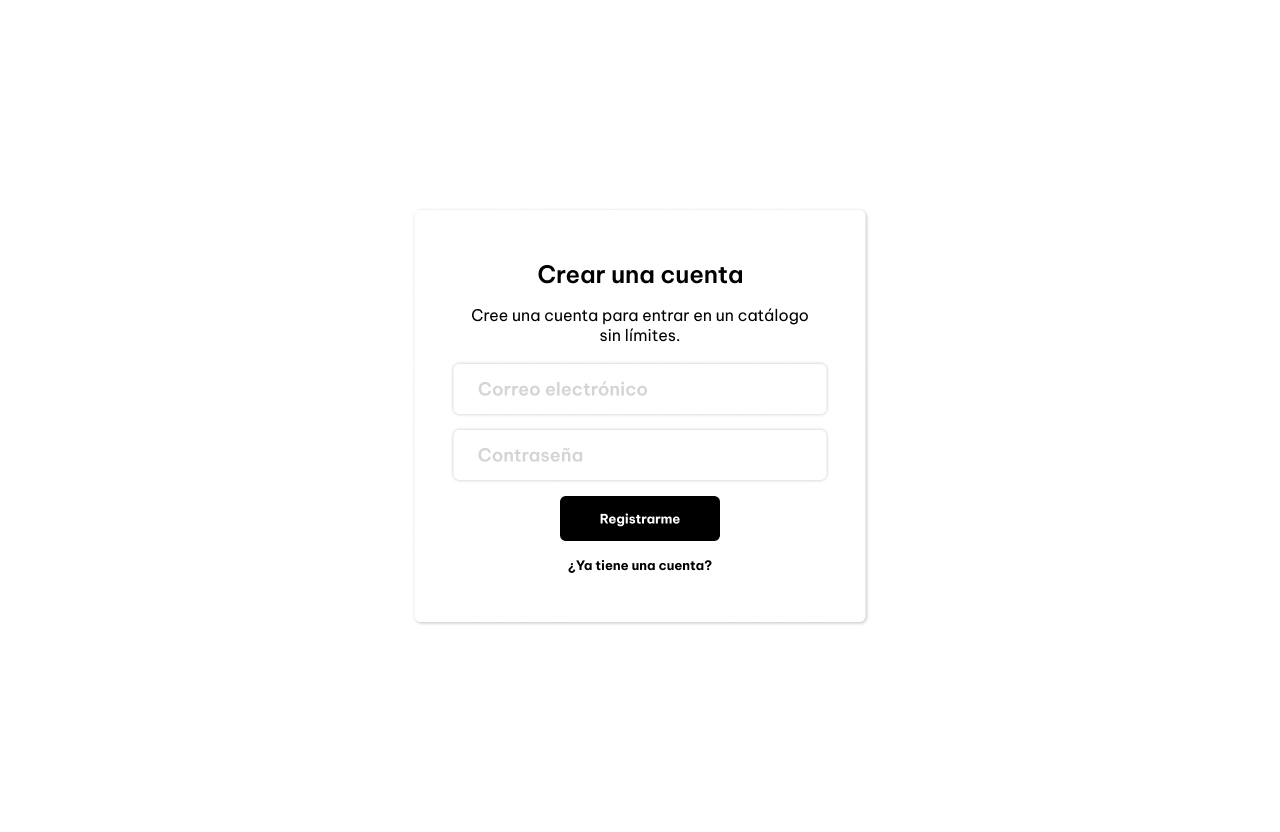 Crear una cuenta
Cree una cuenta para entrar en un catálogo
sin límites.
Correo electrónico
Contraseña
Registrarme
¿Ya tiene una cuenta?